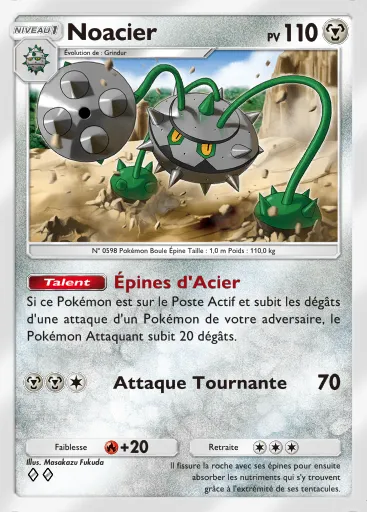 NIVEAU 1
Noacier
PV 110
Évolution de : Grindur
N° 0598 Pokémon Boule Épine Taille : 1,0 m Poids : 110,0 kg
Talent Épines d'Acier
Si ce Pokémon est sur le Poste Actif et subit les dégâts
d'une attaque d'un Pokémon de votre adversaire, le
Pokémon Attaquant subit 20 dégâts.
Attaque Tournante 70
Faiblesse +20
Retraite
Illus. Masakazu Fukuda
Il fissure la roche avec ses épines pour ensuite
absorber les nutriments qui s'y trouvent
grâce à l'extrémité de ses tentacules.